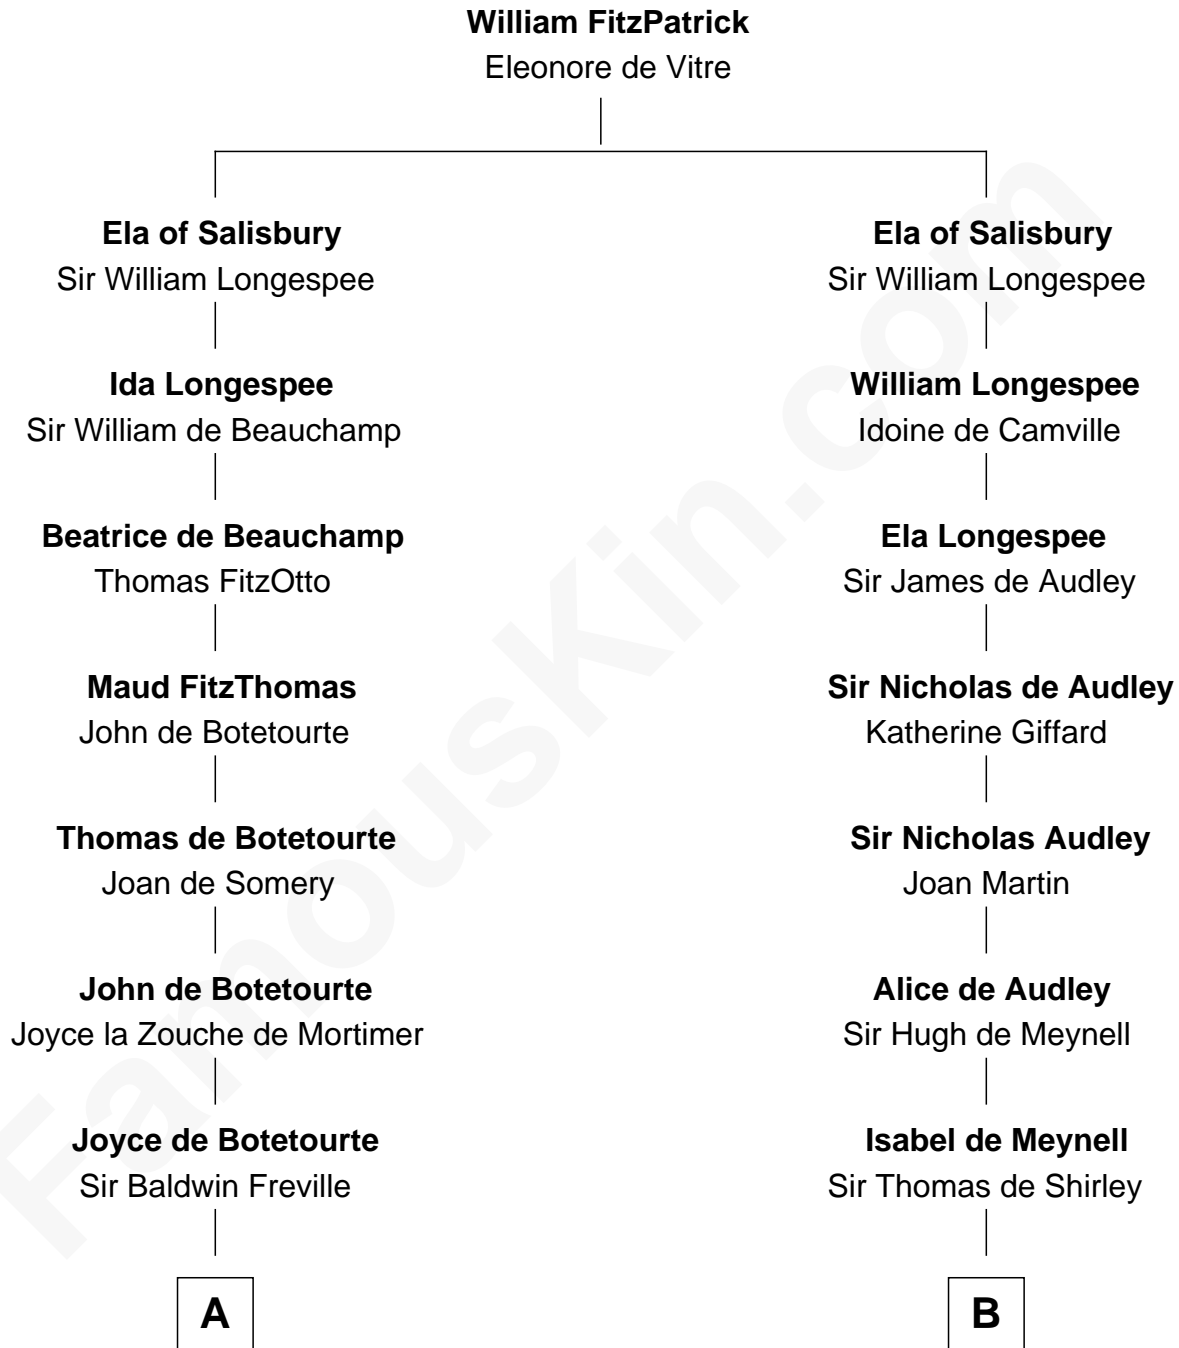 William FitzPatrick
Eleonore de Vitre
Ela of Salisbury
Sir William Longespee
Ida Longespee
Sir William de Beauchamp
Beatrice de Beauchamp
Thomas FitzOtto
Maud FitzThomas
John de Botetourte
Thomas de Botetourte
Joan de Somery
John de Botetourte
Joyce la Zouche de Mortimer
Joyce de Botetourte
Sir Baldwin Freville
A
Ela of Salisbury
Sir William Longespee
William Longespee
Idoine de Camville
Ela Longespee
Sir James de Audley
Sir Nicholas de Audley
Katherine Giffard
Sir Nicholas Audley
Joan Martin
Alice de Audley
Sir Hugh de Meynell
Isabel de Meynell
Sir Thomas de Shirley
B
FamousKin.com